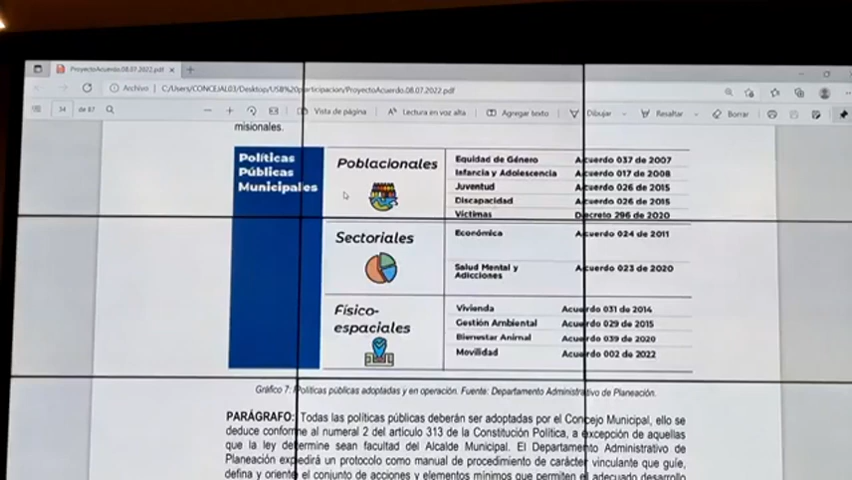 ProyectoAcuerdo.08.07.2022.pdf
Archivo | C:/Users/CONCEJAL03/Desktop/USB%20participacion/ProyectoAcuerdo.08.07.2022.pdf
34 de 87 Vista de página Lectura en voz alta Agregar texto Dibujar Resaltar Borrar
misionales.
Políticas
Públicas
Municipales
Poblacionales
Equidad de Género Acuerdo 037 de 2007
Infancia y Adolescencia Acuerdo 017 de 2008
Juventud Acuerdo 026 de 2015
Discapacidad Acuerdo 026 de 2015
Víctimas Decreto 296 de 2020
Sectoriales
Económica Acuerdo 024 de 2011
Salud Mental y
Adicciones
Acuerdo 023 de 2020
Físico-
espaciales
Vivienda Acuerdo 031 de 2014
Gestión Ambiental Acuerdo 029 de 2015
Bienestar Animal Acuerdo 039 de 2020
Movilidad Acuerdo 002 de 2022
Gráfico 7: Políticas públicas adoptadas y en operación. Fuente: Departamento Administrativo de Planeación.
PARÁGRAFO: Todas las políticas públicas deberán ser adoptadas por el Concejo Municipal, ello se
deduce conforme al numeral 2 del artículo 313 de la Constitución Política, a excepción de aquellas
que la ley determine sean facultad del Alcalde Municipal. El Departamento Administrativo de
Planeación expedirá un protocolo como manual de procedimiento de carácter vinculante que guíe,
defina y oriente el conjunto de acciones y elementos mínimos que permiten el adecuado desarrollo